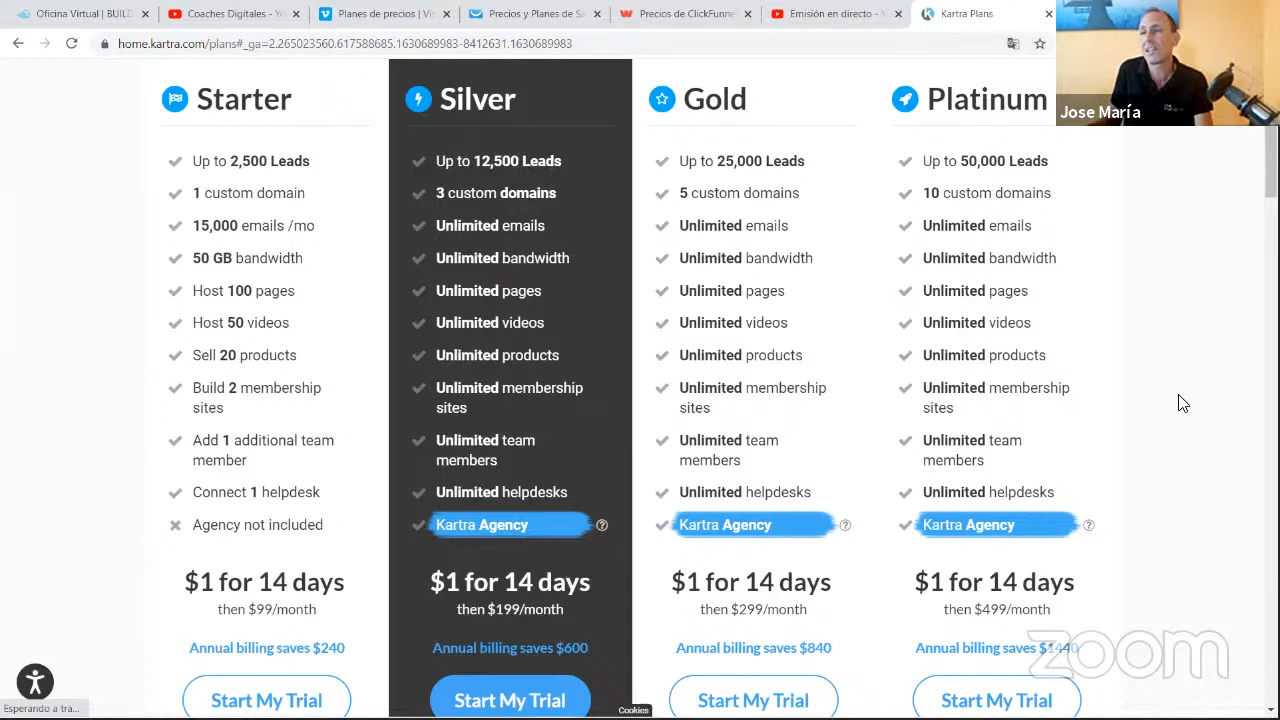 Oficina Virtual | BUILD
Coaches Digitales - Yo
Planes de precios | Vi
Precios y Planes de Se
Precios de ClickFunne
Emisión en directo - Y
Kartra Plans
home.kartra.com/plans#_ga=2.265023560.617588685.1630689983-8412631.1630689983
Jose María
Starter
Up to 2,500 Leads
1 custom domain
15,000 emails /mo
50 GB bandwidth
Host 100 pages
Host 50 videos
Sell 20 products
Build 2 membership
sites
Add 1 additional team
member
Connect 1 helpdesk
Agency not included
$1 for 14 days
then $99/month
Annual billing saves $240
Start My Trial
Silver
Up to 12,500 Leads
3 custom domains
Unlimited emails
Unlimited bandwidth
Unlimited pages
Unlimited videos
Unlimited products
Unlimited membership
sites
Unlimited team
members
Unlimited helpdesks
Kartra Agency
$1 for 14 days
then $199/month
Annual billing saves $600
Start My Trial
Gold
Up to 25,000 Leads
5 custom domains
Unlimited emails
Unlimited bandwidth
Unlimited pages
Unlimited videos
Unlimited products
Unlimited membership
sites
Unlimited team
members
Unlimited helpdesks
Kartra Agency
$1 for 14 days
then $299/month
Annual billing saves $840
Start My Trial
Platinum
Up to 50,000 Leads
10 custom domains
Unlimited emails
Unlimited bandwidth
Unlimited pages
Unlimited videos
Unlimited products
Unlimited membership
sites
Unlimited team
members
Unlimited helpdesks
Kartra Agency
$1 for 14 days
then $499/month
Annual billing saves $1440
Start My Trial
zoom
Esperando a tra...
Cookies